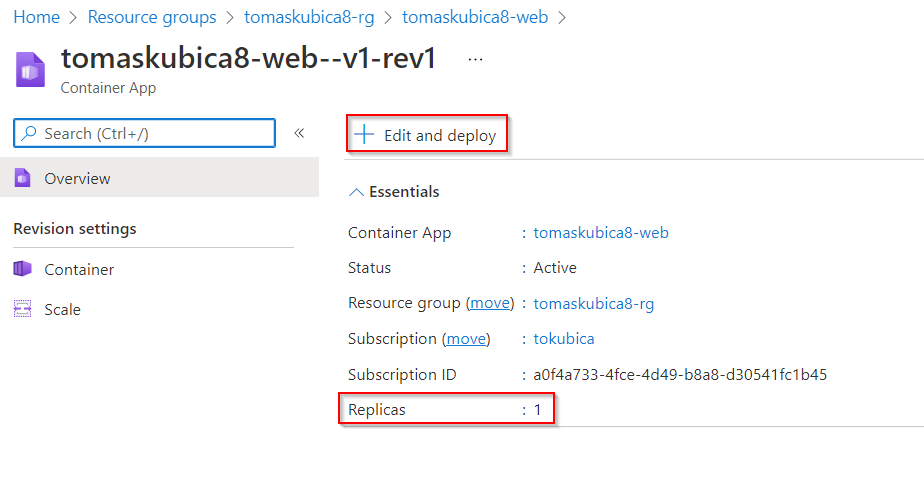 Home > Resource groups > tomaskubica8-rg > tomaskubica8-web >
tomaskubica8-web--v1-rev1 ...
Container App
Search (Ctrl+/) «
Overview
Revision settings
Container
Scale
+ Edit and deploy
Essentials
Container App : tomaskubica8-web
Status : Active
Resource group (move) : tomaskubica8-rg
Subscription (move) : tokubica
Subscription ID : a0f4a733-4fce-4d49-b8a8-d30541fc1b45
Replicas : 1